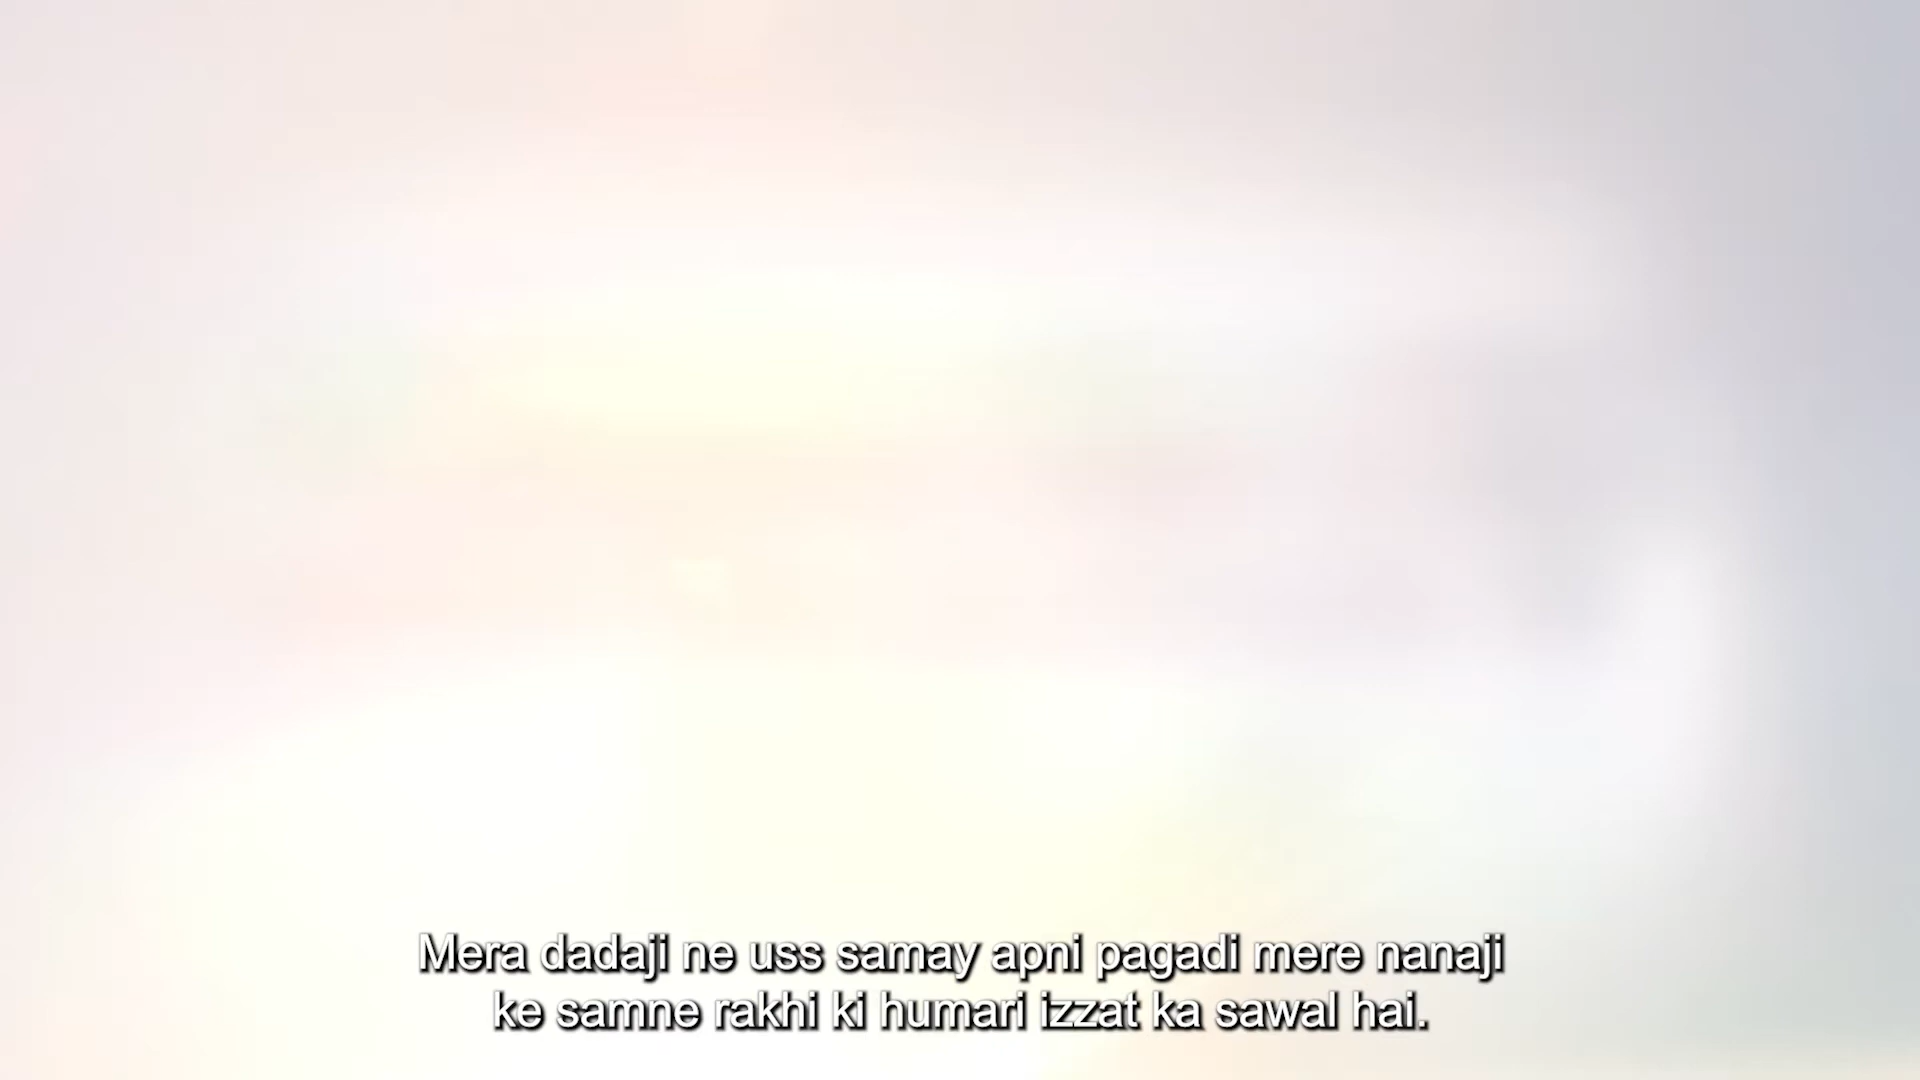 Mera dadaji ne uss samay apni pagadi mere nanaji
ke samne rakhi ki humari izzat ka sawal hai.